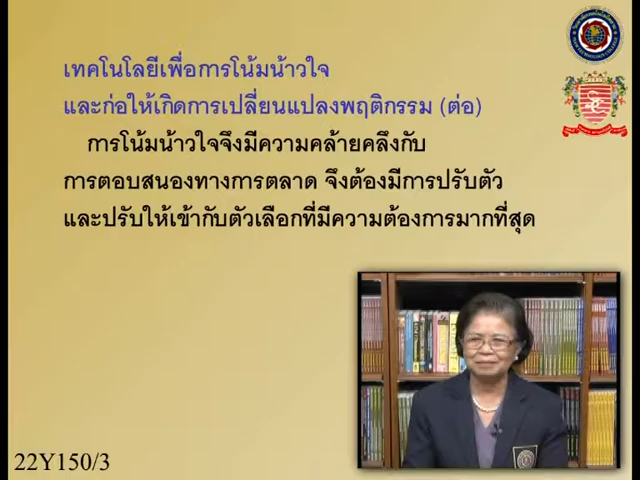 เทคโนโลยีเพื่อการโน้มน้าวใจ
และก่อให้เกิดการเปลี่ยนแปลงพฤติกรรม (ต่อ)
การโน้มน้าวใจจึงมีความคล้ายคลึงกับ
การตอบสนองทางการตลาด จึงต้องมีการปรับตัว
และปรับให้เข้ากับตัวเลือกที่มีความต้องการมากที่สุด
22Y150/3